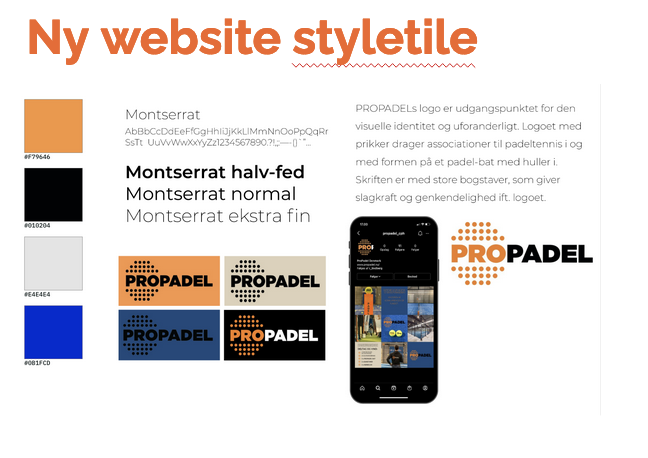 Ny website styletile
#F79646
#010204
#E4E4E4
#0B1FCD
Montserrat
AbBbCcDdEeFfGgHhIiJjKkLlMmNnOoPpQqRr
SsTt UuVvWwXxYyZz1234567890.?!,;:—-()´¨...
Montserrat halv-fed
Montserrat normal
Montserrat ekstra fin
PROPADEL
PROPADEL
PROPADEL
PROPADEL
PROPADELs logo er udgangspunktet for den
visuelle identitet og uforanderligt. Logoet med
prikker drager associationer til padeltennis i og
med formen på et padel-bat med huller i.
Skriften er med store bogstaver, som giver
slagkraft og genkendelighed ift. logoet.
PROPADEL